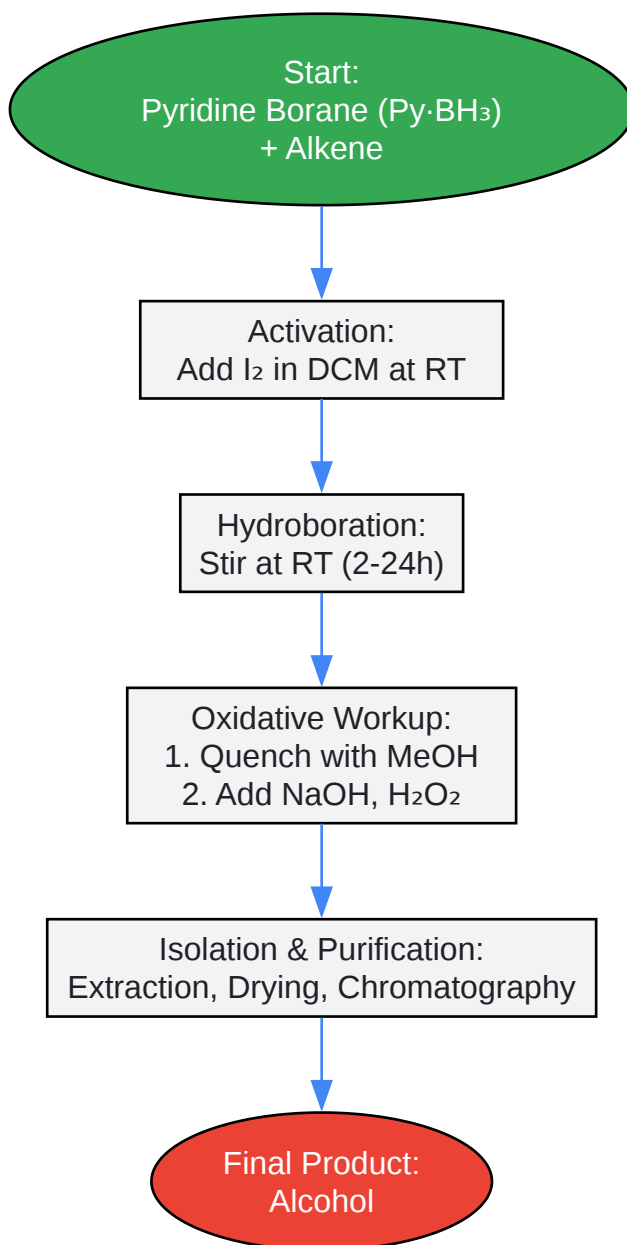 Start:
Pyridine Borane (Py·BH₃)
+ Alkene
Activation:
Add I₂ in DCM at RT
Hydroboration:
Stir at RT (2-24h)
Oxidative Workup:
1. Quench with MeOH
2. Add NaOH, H₂O₂
Isolation & Purification:
Extraction, Drying, Chromatography
Final Product:
Alcohol